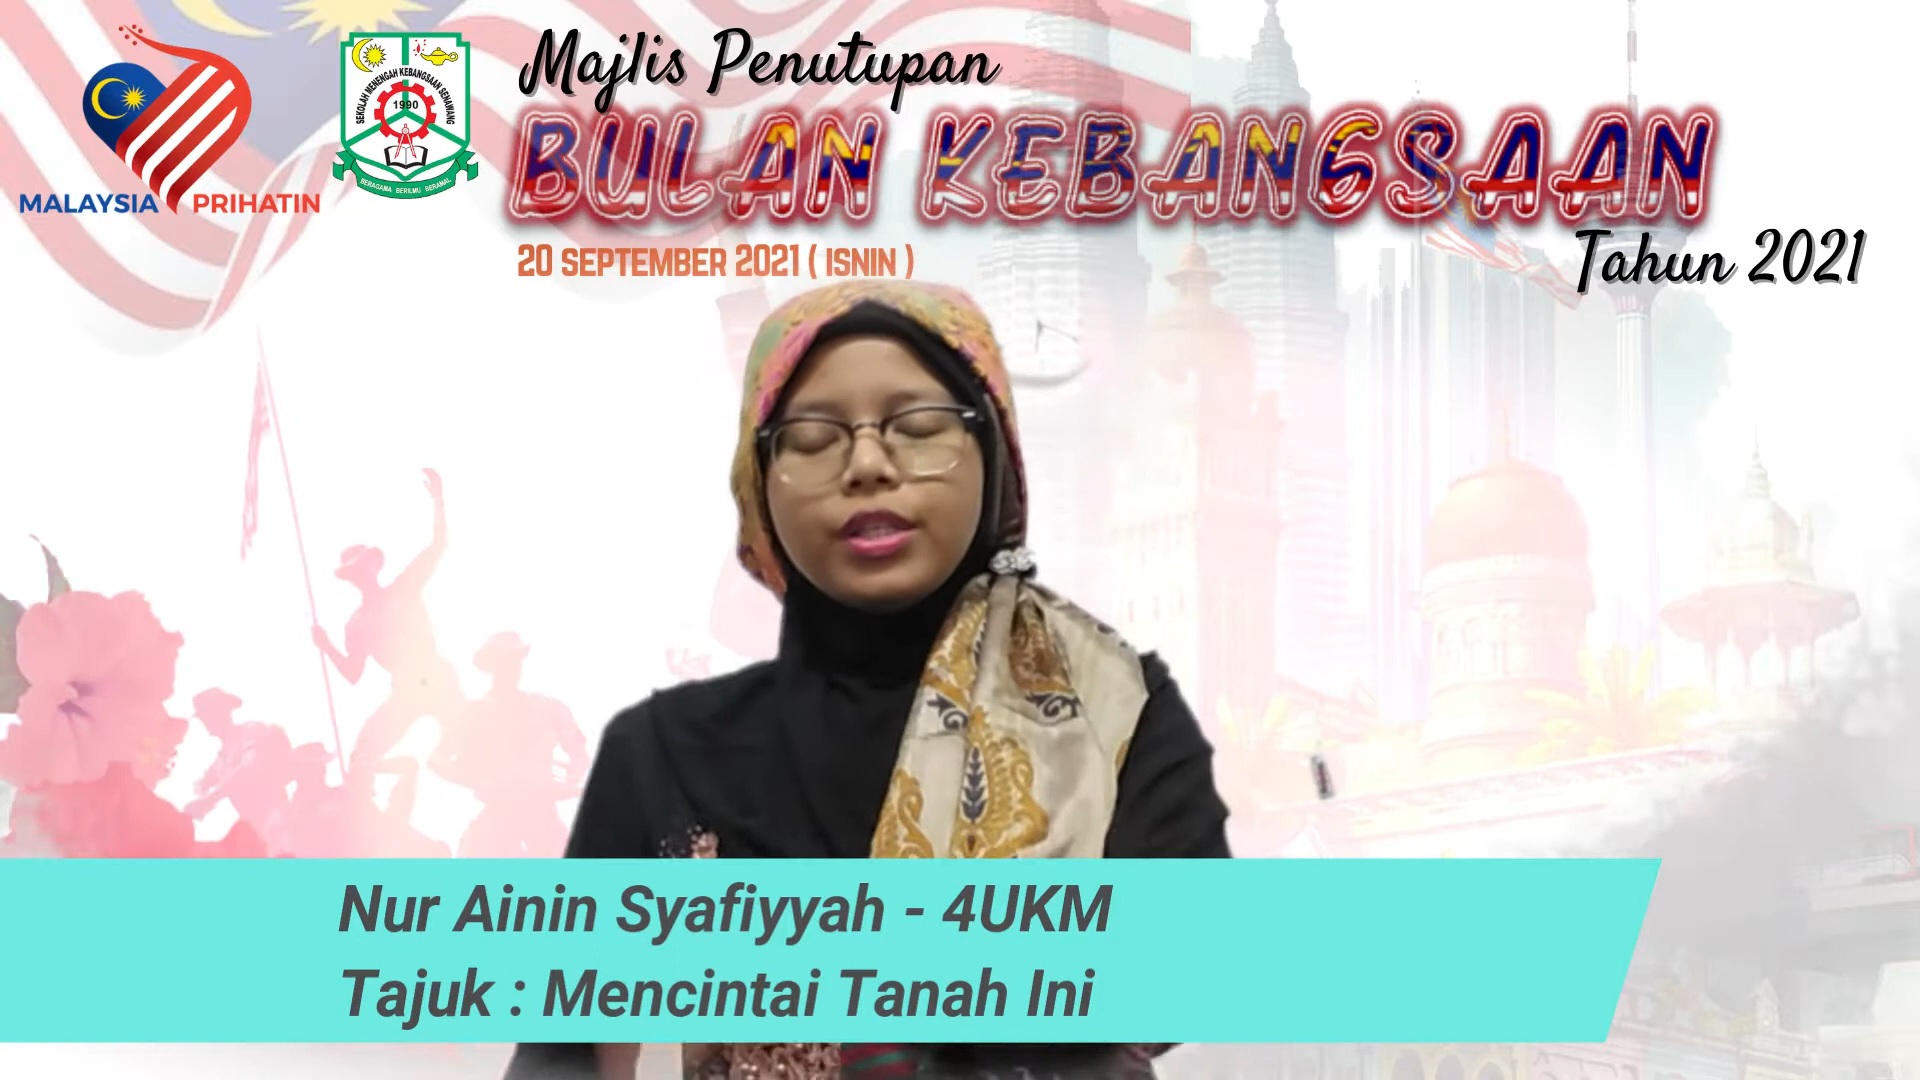 Majlis Penutupan
BULAN KEBANGSAAN
Tahun 2021
20 SEPTEMBER 2021 ( ISNIN )
MALAYSIA PRIHATIN
SEKOLAH MENENGAH KEBANGSAAN SENAWANG
1990
BERAGAMA BERILMU BERAMAL
Nur Ainin Syafiyyah - 4UKM
Tajuk : Mencintai Tanah Ini